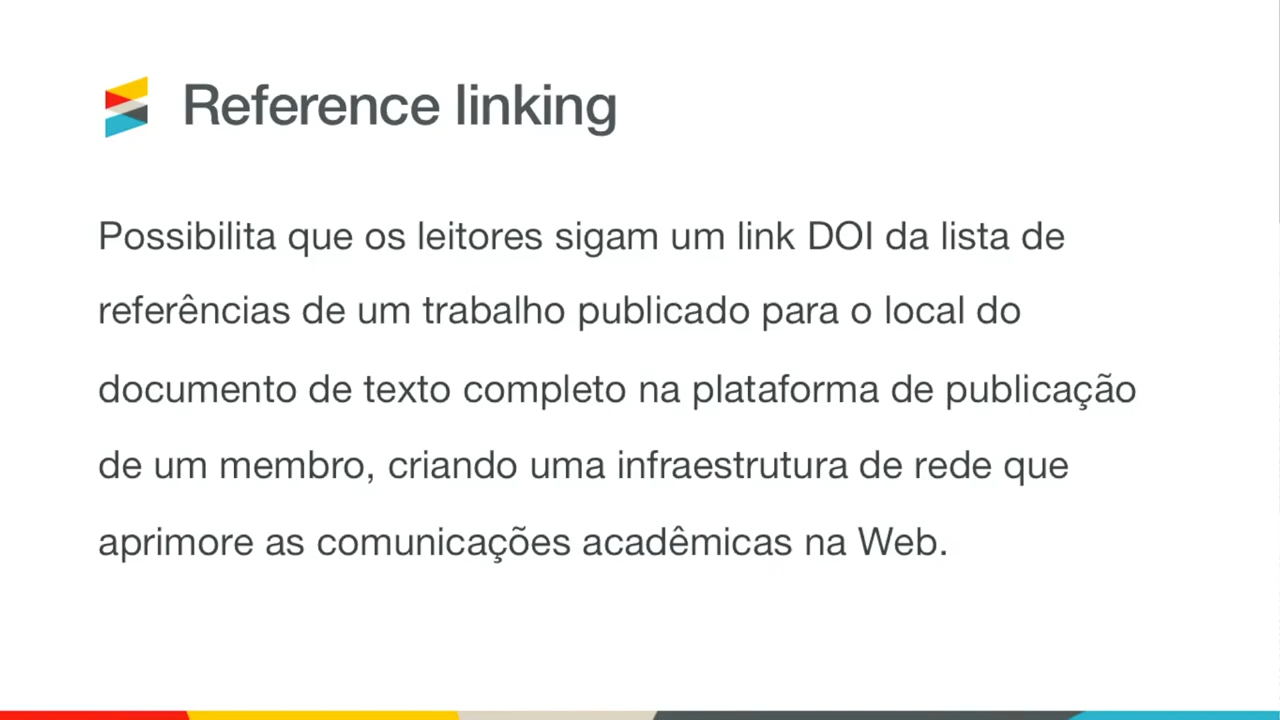 Reference linking
Possibilita que os leitores sigam um link DOI da lista de
referências de um trabalho publicado para o local do
documento de texto completo na plataforma de publicação
de um membro, criando uma infraestrutura de rede que
aprimore as comunicações acadêmicas na Web.